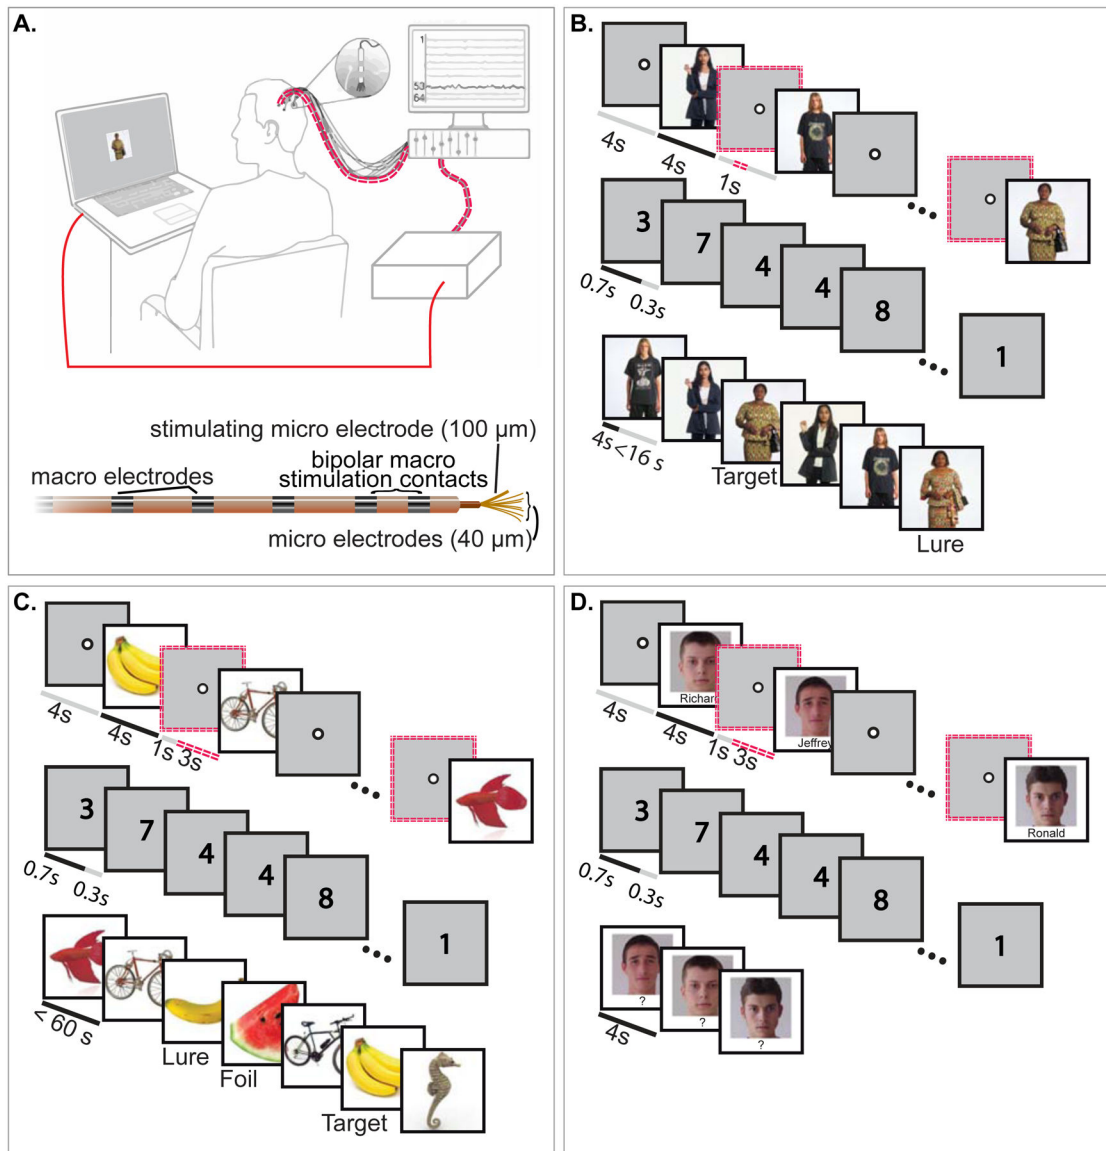 A.
1
53
64
stimulating micro electrode (100 µm)
macro electrodes
bipolar macro
stimulation contacts
micro electrodes (40 µm)
B.
4s
4s
1s
3
7
4
4
8
1
0.7s
0.3s
4s
<16 s
Target
Lure
C.
4s
4s
1s
3s
3
7
4
4
8
1
0.7s
0.3s
< 60 s
Lure
Foil
Target
D.
Richar
Jeffrey
Ronald
4s
4s
1s
3s
3
7
4
4
8
1
0.7s
0.3s
?
?
?
4s